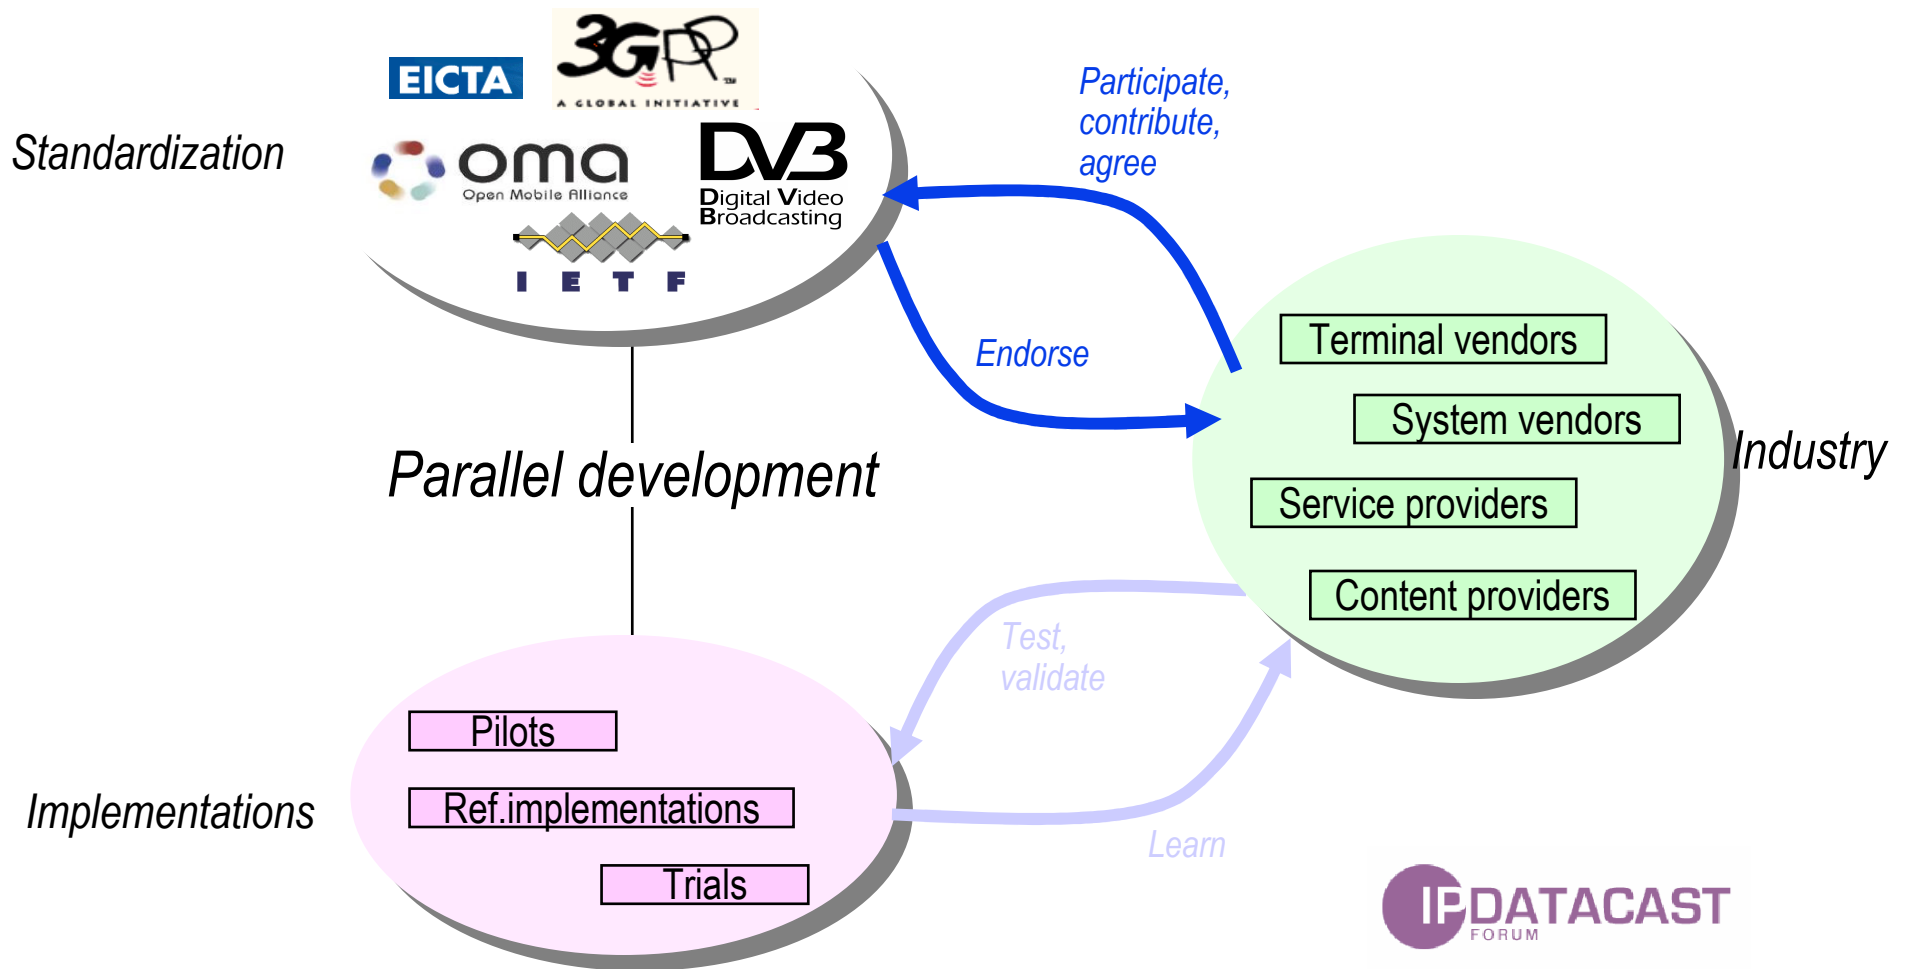 EICTA
3GPP
TM
A GLOBAL INITIATIVE
Standardization
oma
Open Mobile Alliance
DVB
Digital Video
Broadcasting
I E T F
Participate,
contribute,
agree
Endorse
Terminal vendors
System vendors
Service providers
Content providers
Industry
Parallel development
Test,
validate
Learn
Implementations
Pilots
Ref.implementations
Trials
IPDATACAST
FORUM